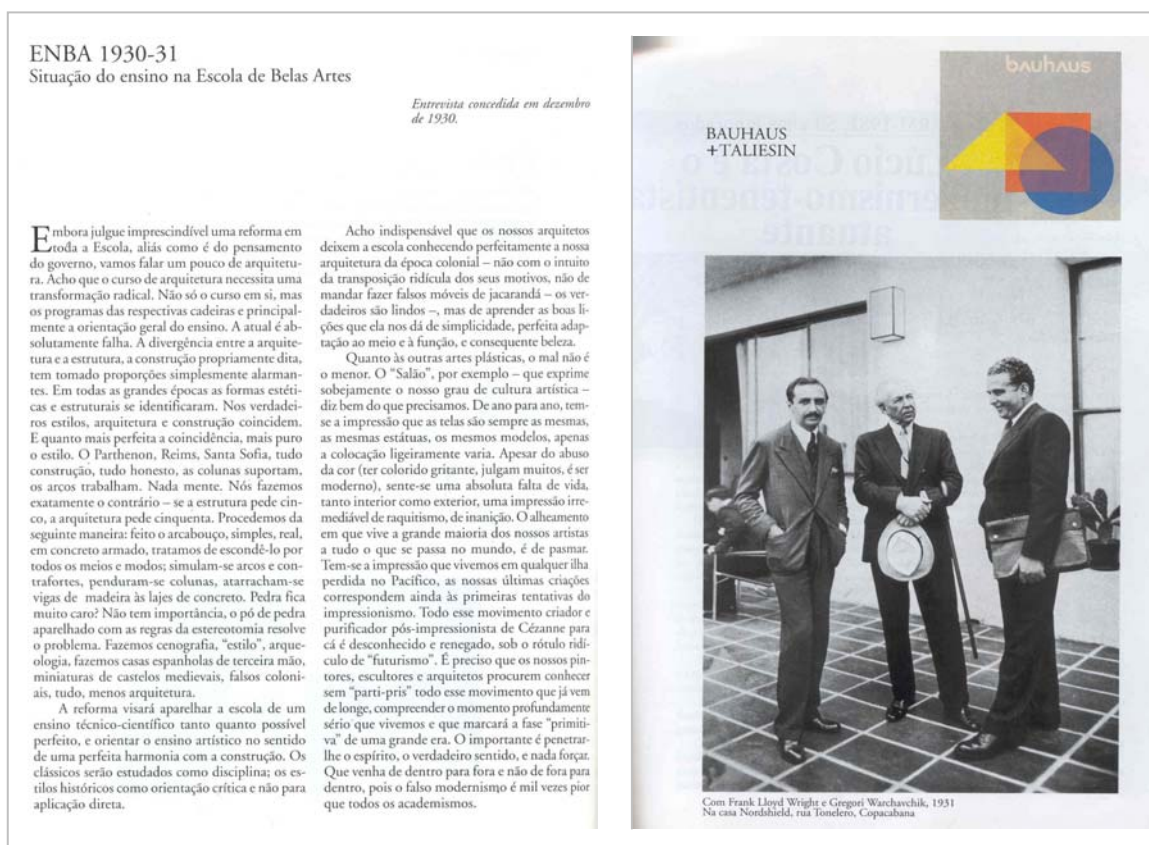 ENBA 1930-31
Situação do ensino na Escola de Belas Artes
Entrevista concedida em dezembro
de 1930.
Embora julgue imprescindível uma reforma em
toda a Escola, aliás como é do pensamento
do governo, vamos falar um pouco de arquitetu-
ra. Acho que o curso de arquitetura necessita uma
transformação radical. Não só o curso em si, mas
os programas das respectivas cadeiras e principal-
mente a orientação geral do ensino. A atual é ab-
solutamente falha. A divergência entre a arquite-
tura e a estrutura, a construção propriamente dita,
tem tomado proporções simplesmente alarman-
tes. Em todas as grandes épocas as formas estéti-
cas e estruturais se identificaram. Nos verdadei-
ros estilos, arquitetura e construção coincidem.
E quanto mais perfeita a coincidência, mais puro
o estilo. O Parthenon, Reims, Santa Sofia, tudo
construção, tudo honesto, as colunas suportam,
os arcos trabalham. Nada mente. Nós fazemos
exatamente o contrário – se a estrutura pede cin-
co, a arquitetura pede cinquenta. Procedemos da
seguinte maneira: feito o arcabouço, simples, real,
em concreto armado, tratamos de escondê-lo por
todos os meios e modos; simulam-se arcos e con-
trafortes, penduram-se colunas, atarracham-se
vigas de madeira às lajes de concreto. Pedra fica
muito caro? Não tem importância, o pó de pedra
aparelhado com as regras da estereotomia resolve
o problema. Fazemos cenografia, "estilo", arque-
ologia, fazemos casas espanholas de terceira mão,
miniaturas de castelos medievais, falsos coloni-
ais, tudo, menos arquitetura.
A reforma visará aparelhar a escola de um
ensino técnico-científico tanto quanto possível
perfeito, e orientar o ensino artístico no sentido
de uma perfeita harmonia com a construção. Os
clássicos serão estudados como disciplina; os es-
tilos históricos como orientação crítica e não para
aplicação direta.
Acho indispensável que os nossos arquitetos
deixem a escola conhecendo perfeitamente a nossa
arquitetura da época colonial – não com o intuito
da transposição ridícula dos seus motivos, não de
mandar fazer falsos móveis de jacarandá – os ver-
dadeiros são lindos –, mas de aprender as boas li-
ções que ela nos dá de simplicidade, perfeita adap-
tação ao meio e à função, e consequente beleza.
Quanto às outras artes plásticas, o mal não é
o menor. O "Salão", por exemplo – que exprime
sobejamente o nosso grau de cultura artística –
diz bem do que precisamos. De ano para ano, tem-
se a impressão que as telas são sempre as mesmas,
as mesmas estátuas, os mesmos modelos, apenas
a colocação ligeiramente varia. Apesar do abuso
da cor (ter colorido gritante, julgam muitos, é ser
moderno), sente-se uma absoluta falta de vida,
tanto interior como exterior, uma impressão irre-
mediável de raquitismo, de inanição. O alheamento
em que vive a grande maioria dos nossos artistas
a tudo o que se passa no mundo, é de pasmar.
Tem-se a impressão que vivemos em qualquer ilha
perdida no Pacífico, as nossas últimas criações
correspondem ainda às primeiras tentativas do
impressionismo. Todo esse movimento criador e
purificador pós-impressionista de Cézanne para
cá é desconhecido e renegado, sob o rótulo ridí-
culo de "futurismo". É preciso que os nossos pin-
tores, escultores e arquitetos procurem conhecer
sem "parti-pris" todo esse movimento que já vem
de longe, compreender o momento profundamente
sério que vivemos e que marcará a fase "primiti-
va" de uma grande era. O importante é penetrar-
lhe o espírito, o verdadeiro sentido, e nada forçar.
Que venha de dentro para fora e não de fora para
dentro, pois o falso modernismo é mil vezes pior
que todos os academismos.
bauhaus
BAUHAUS
+TALIESIN
Lucio Costa e o
modernismo-tenentista
amante
Com Frank Lloyd Wright e Gregori Warchavchik, 1931
Na casa Nordshield, rua Tonelero, Copacabana